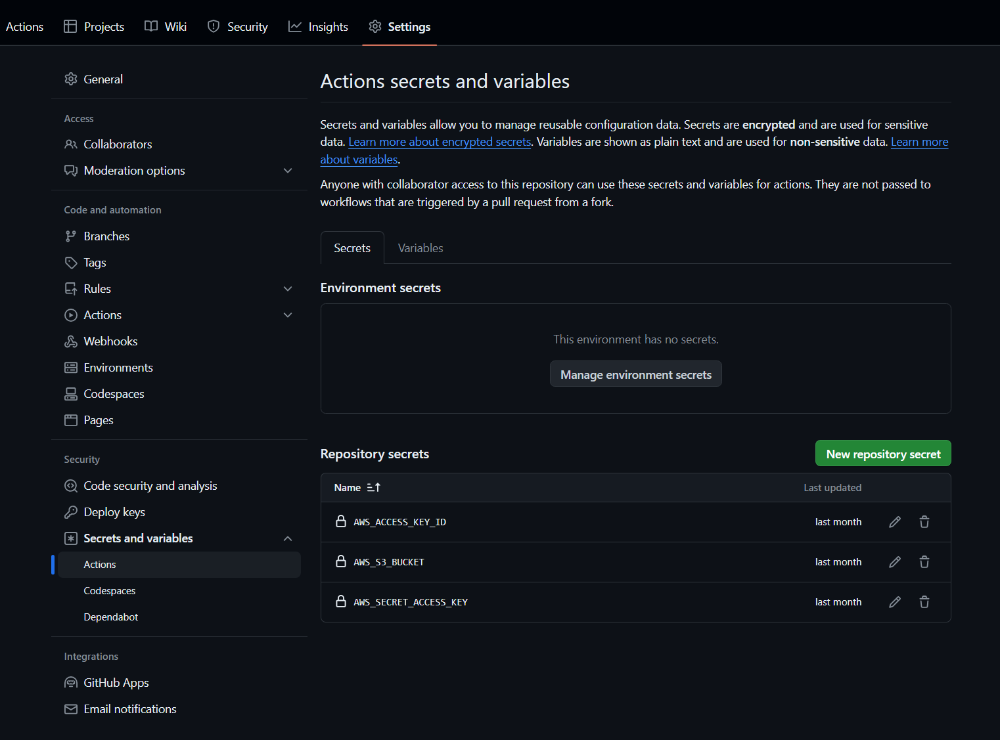 Actions Projects Wiki Security Insights Settings
General
Access
Collaborators
Moderation options
Code and automation
Branches
Tags
Rules
Actions
Webhooks
Environments
Codespaces
Pages
Security
Code security and analysis
Deploy keys
Secrets and variables
Actions
Codespaces
Dependabot
Integrations
GitHub Apps
Email notifications
Actions secrets and variables
Secrets and variables allow you to manage reusable configuration data. Secrets are encrypted and are used for sensitive
data. Learn more about encrypted secrets. Variables are shown as plain text and are used for non-sensitive data. Learn more
about variables.
Anyone with collaborator access to this repository can use these secrets and variables for actions. They are not passed to
workflows that are triggered by a pull request from a fork.
Secrets Variables
Environment secrets
This environment has no secrets.
Manage environment secrets
Repository secrets New repository secret
Name Last updated
AWS_ACCESS_KEY_ID last month
AWS_S3_BUCKET last month
AWS_SECRET_ACCESS_KEY last month